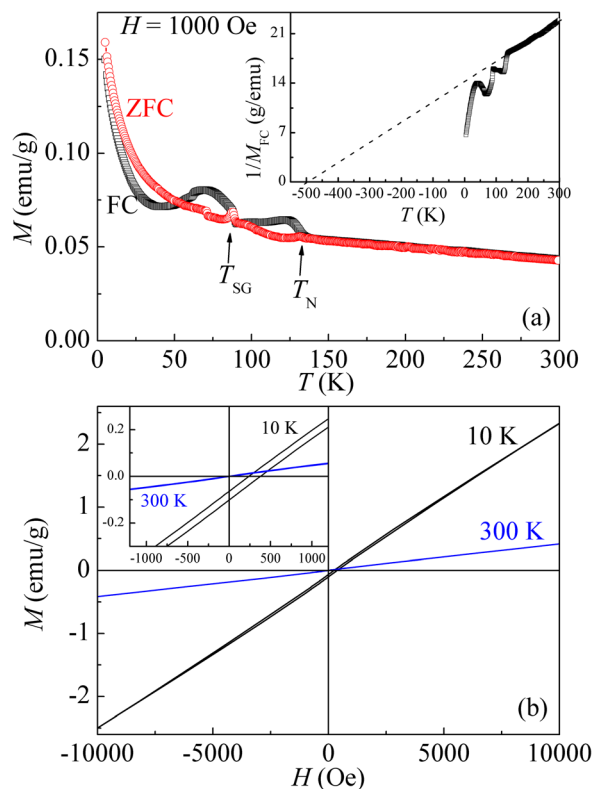 H = 1000 Oe
0.15
0.10
0.05
0.00
M (emu/g)
ZFC
FC
T_SG
T_N
0 50 100 150 200 250 300
T (K)
(a)
21
14
7
0
1/M_FC (g/emu)
-500 -400 -300 -200 -100 0 100 200 300
T (K)
2
1
0
-1
-2
M (emu/g)
10 K
300 K
-10000 -5000 0 5000 10000
H (Oe)
(b)
0.2
0.0
-0.2
10 K
300 K
-1000 -500 0 500 1000